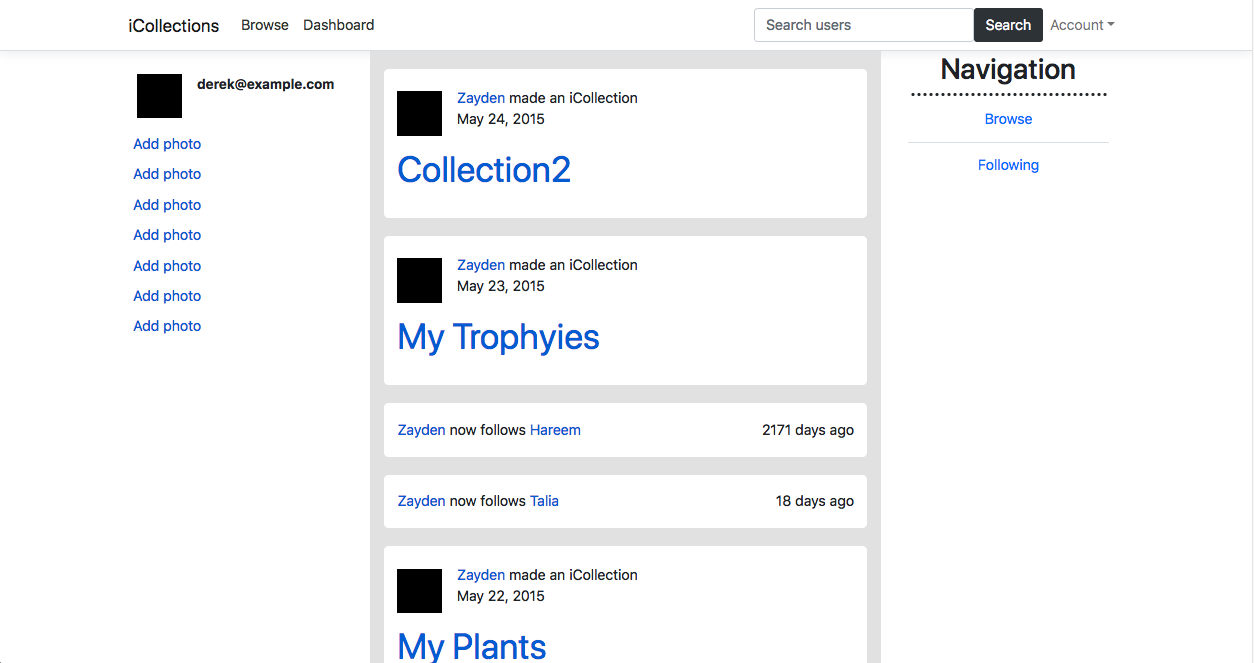 iCollections Browse Dashboard Search users Search Account
derek@example.com
Add photo
Add photo
Add photo
Add photo
Add photo
Add photo
Add photo
Zayden made an iCollection
May 24, 2015
Collection2
Zayden made an iCollection
May 23, 2015
My Trophyies
Zayden now follows Hareem 2171 days ago
Zayden now follows Talia 18 days ago
Zayden made an iCollection
May 22, 2015
My Plants
Navigation
Browse
Following